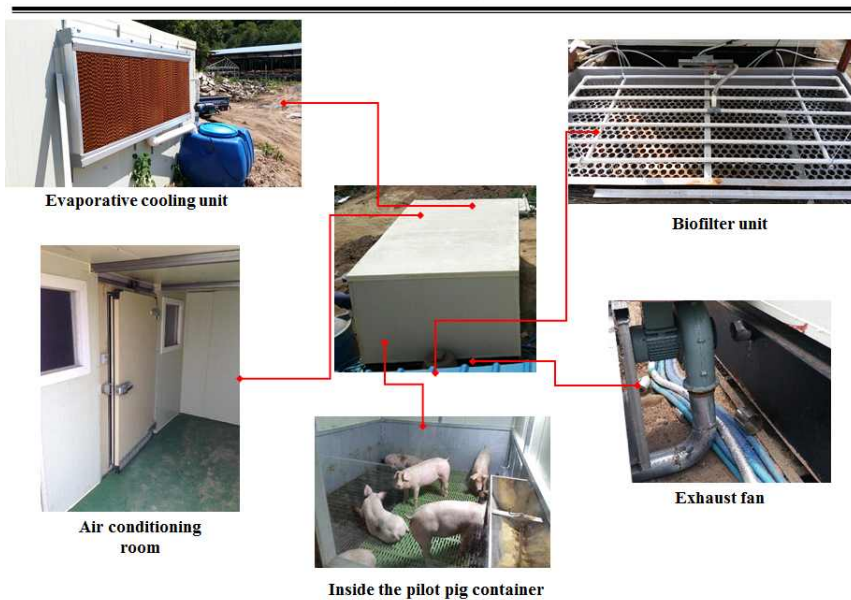 Evaporative cooling unit
Biofilter unit
Air conditioning
room
Exhaust fan
Inside the pilot pig container